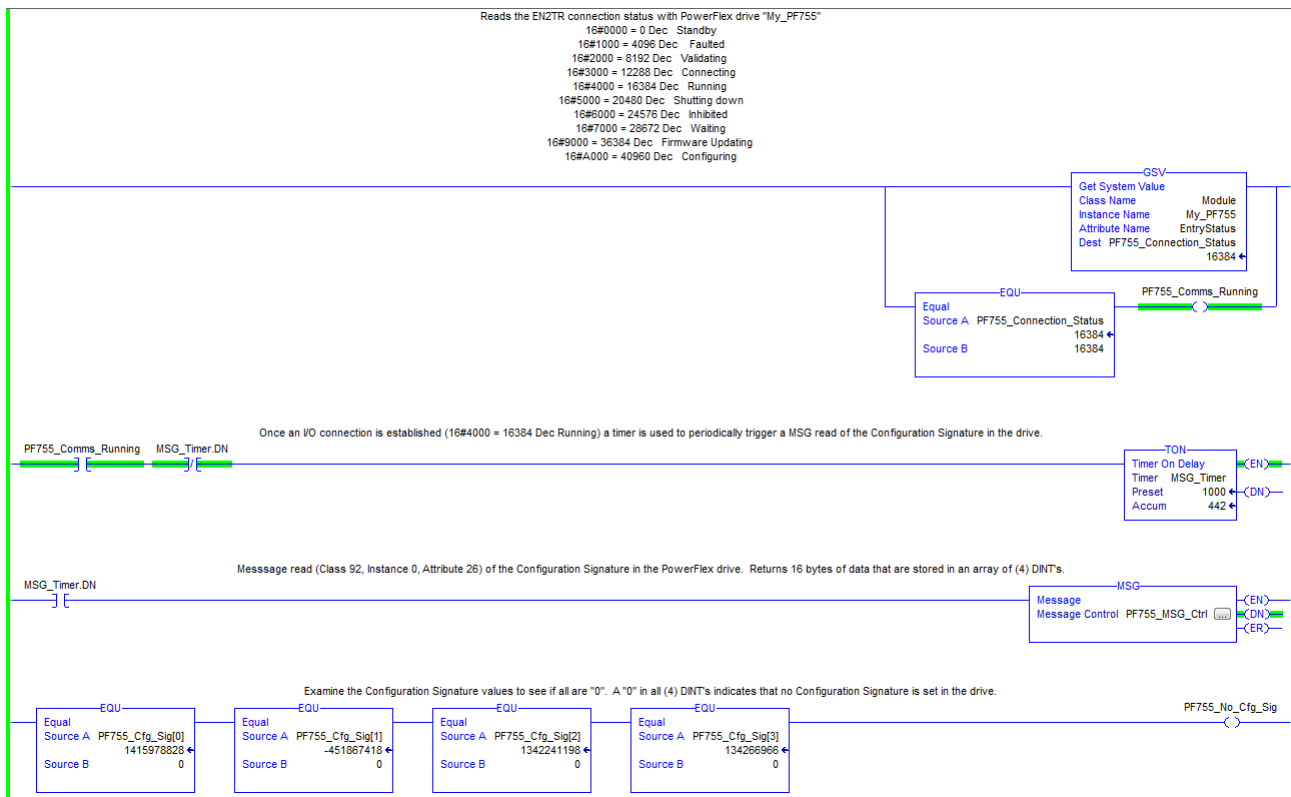 Reads the EN2TR connection status with PowerFlex drive "My_PF755"
16#0000 = 0 Dec Standby
16#1000 = 4096 Dec Faulted
16#2000 = 8192 Dec Validating
16#3000 = 12288 Dec Connecting
16#4000 = 16384 Dec Running
16#5000 = 20480 Dec Shutting down
16#6000 = 24576 Dec Inhibited
16#7000 = 28672 Dec Waiting
16#9000 = 36384 Dec Firmware Updating
16#A000 = 40960 Dec Configuring
GSV
Get System Value
Class Name Module
Instance Name My_PF755
Attribute Name EntryStatus
Dest PF755_Connection_Status
16384
EQU
Equal
Source A PF755_Connection_Status
16384
Source B 16384
PF755_Comms_Running
Once an I/O connection is established (16#4000 = 16384 Dec Running) a timer is used to periodically trigger a MSG read of the Configuration Signature in the drive.
PF755_Comms_Running MSG_Timer.DN
TON
Timer On Delay
Timer MSG_Timer
Preset 1000
Accum 442
EN
DN
Messsage read (Class 92, Instance 0, Attribute 26) of the Configuration Signature in the PowerFlex drive. Returns 16 bytes of data that are stored in an array of (4) DINT's.
MSG_Timer.DN
MSG
Message
Message Control PF755_MSG_Ctrl ...
EN
DN
ER
Examine the Configuration Signature values to see if all are "0". A "0" in all (4) DINT's indicates that no Configuration Signature is set in the drive.
EQU
Equal
Source A PF755_Cfg_Sig[0]
1415978828
Source B 0
EQU
Equal
Source A PF755_Cfg_Sig[1]
-451867418
Source B 0
EQU
Equal
Source A PF755_Cfg_Sig[2]
1342241198
Source B 0
EQU
Equal
Source A PF755_Cfg_Sig[3]
134266966
Source B 0
PF755_No_Cfg_Sig